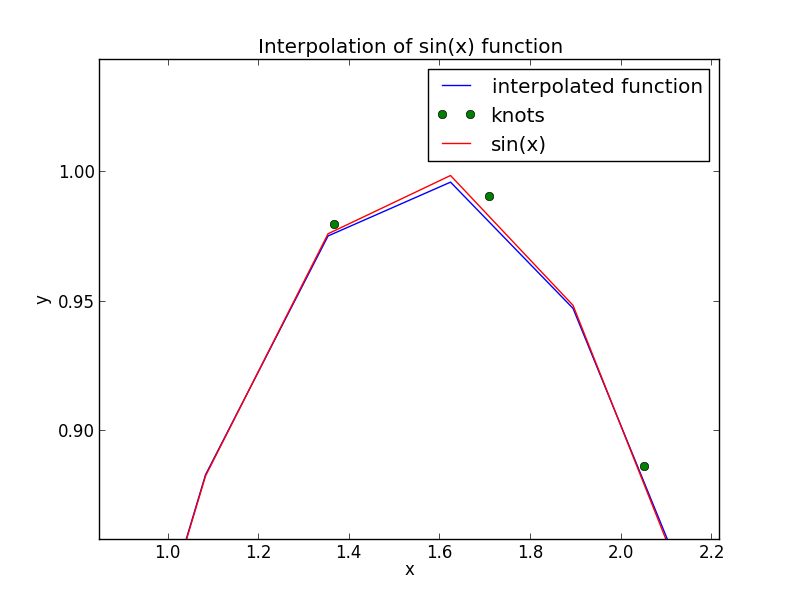 Interpolation of sin(x) function
interpolated function
knots
sin(x)
1.00
0.95
0.90
y
1.0 1.2 1.4 1.6 1.8 2.0 2.2
x